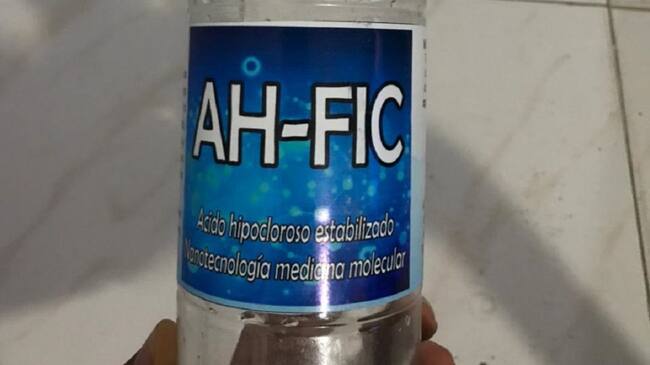 AH-FIC
Acido hipocloroso estabilizado
Nanotecnología medicina molecular